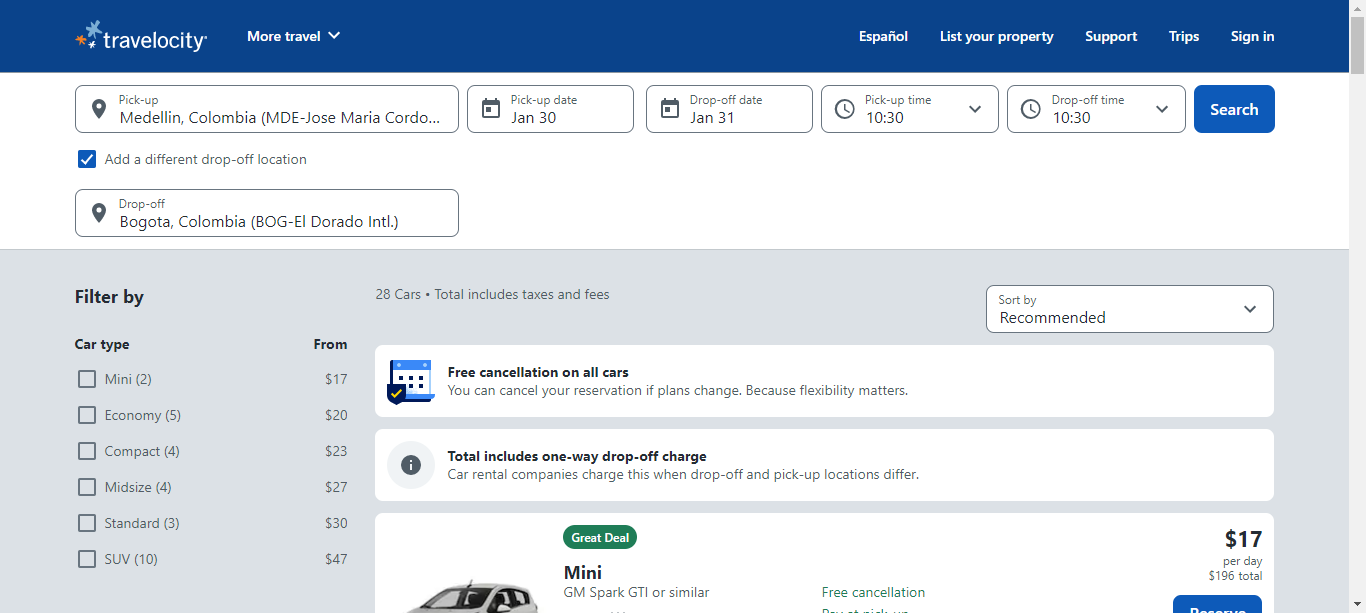 travelocity
More travel
Español
List your property
Support
Trips
Sign in
Pick-up
Medellin, Colombia (MDE-Jose Maria Cordo...
Pick-up date
Jan 30
Drop-off date
Jan 31
Pick-up time
10:30
Drop-off time
10:30
Search
Add a different drop-off location
Drop-off
Bogota, Colombia (BOG-El Dorado Intl.)
Filter by
Car type From
Mini (2) $17
Economy (5) $20
Compact (4) $23
Midsize (4) $27
Standard (3) $30
SUV (10) $47
28 Cars • Total includes taxes and fees
Sort by
Recommended
Free cancellation on all cars
You can cancel your reservation if plans change. Because flexibility matters.
Total includes one-way drop-off charge
Car rental companies charge this when drop-off and pick-up locations differ.
Great Deal
Mini
GM Spark GTI or similar
Free cancellation
Pay at pick-up
$17
per day
$196 total
Reserve